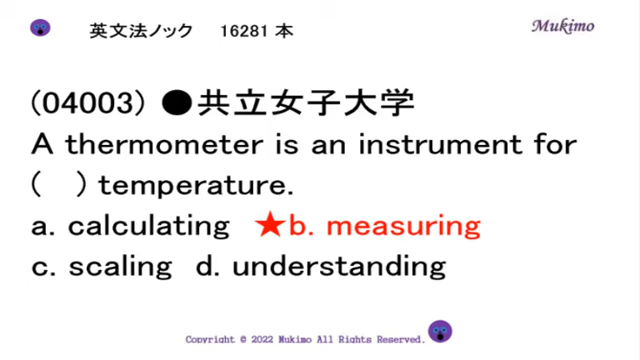 英文法ノック 16281 本 Mukimo
(04003) ●共立女子大学
A thermometer is an instrument for
( ) temperature.
a. calculating ★b. measuring
c. scaling d. understanding
Copyright © 2022 Mukimo All Rights Reserved.